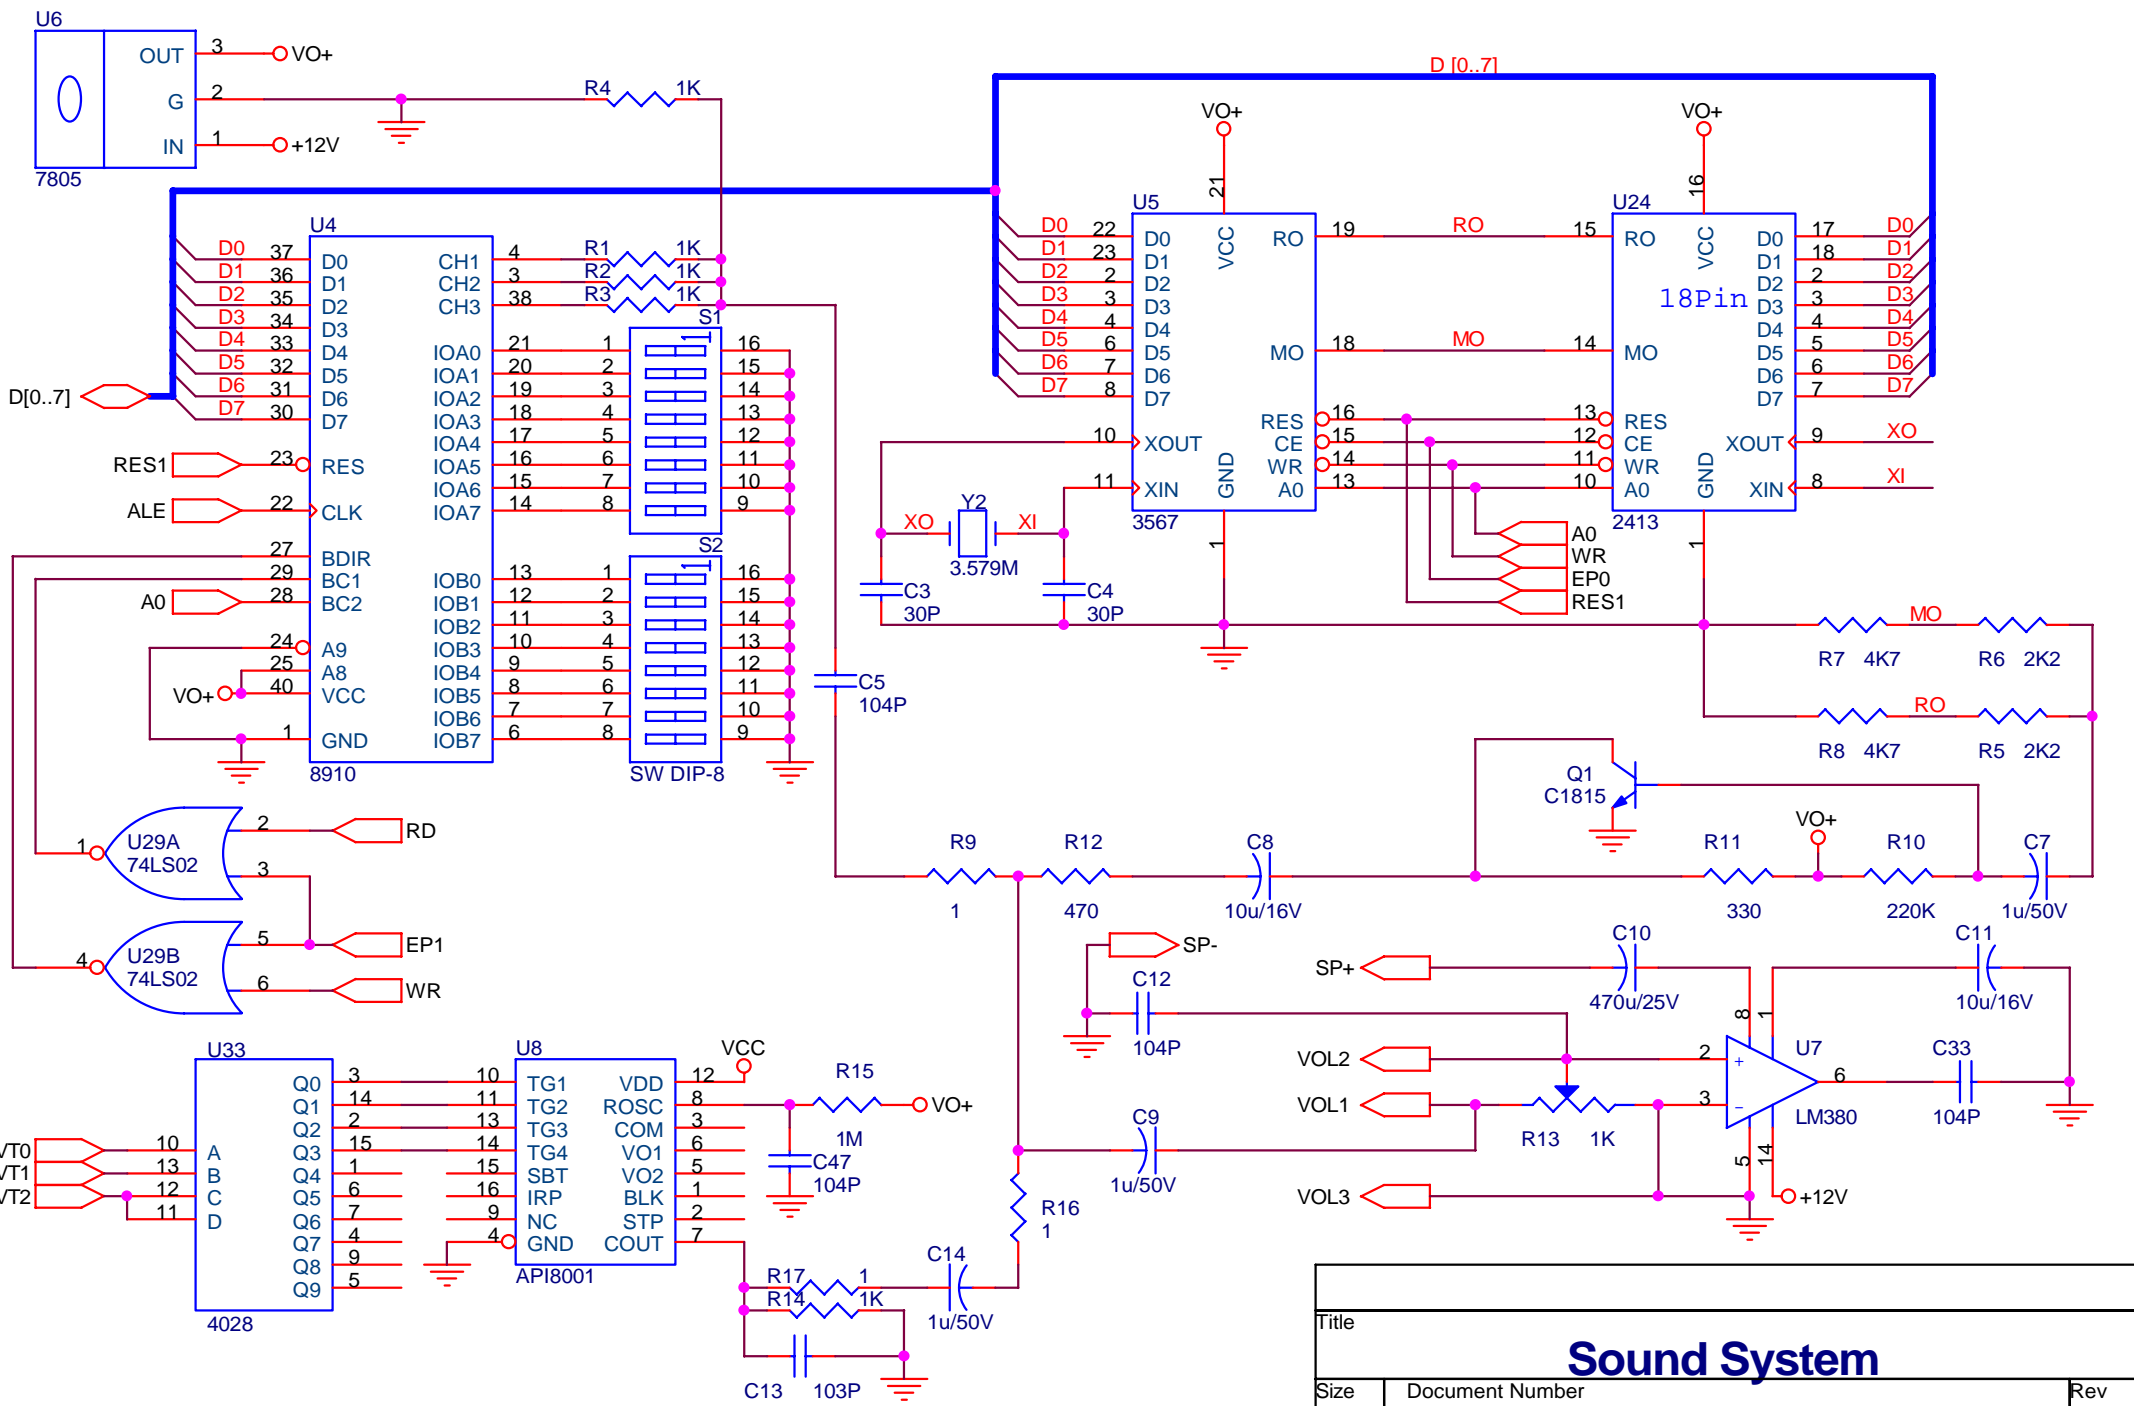 U6
OUT 3 VO+
G 2
IN 1 +12V
7805
R4 1K
D [0..7]
VO+
VO+
21
16
U4
D0 37 D0
D1 36 D1
D2 35 D2
D3 34 D3
D4 33 D4
D5 32 D5
D6 31 D6
D7 30 D7
D[0..7]
RES1 23 RES
ALE 22 CLK
27 BDIR
29 BC1
A0 28 BC2
24 A9
25 A8
VO+ 40 VCC
1 GND
8910
CH1 4 R1 1K
CH2 3 R2 1K
CH3 38 R3 1K
S1
IOA0 21 1 16
IOA1 20 2 15
IOA2 19 3 14
IOA3 18 4 13
IOA4 17 5 12
IOA5 16 6 11
IOA6 15 7 10
IOA7 14 8 9
S2
IOB0 13 1 16
IOB1 12 2 15
IOB2 11 3 14
IOB3 10 4 13
IOB4 9 5 12
IOB5 8 6 11
IOB6 7 7 10
IOB7 6 8 9
SW DIP-8
C5
104P
U5
D0 22 D0
D1 23 D1
D2 2 D2
D3 3 D3
D4 4 D4
D5 6 D5
D6 7 D6
D7 8 D7
10 XOUT
11 XIN
VCC
GND
RO 19 RO 15 RO
MO 18 MO 14 MO
RES 16 13 RES
CE 15 12 CE
WR 14 11 WR
A0 13 10 A0
3567
1
U24
VCC
18Pin
GND
D0 17 D0
D1 18 D1
D2 2 D2
D3 3 D3
D4 4 D4
D5 5 D5
D6 6 D6
D7 7 D7
XOUT 9 XO
XIN 8 XI
2413
1
XO Y2 XI
3.579M
C3
30P
C4
30P
A0
WR
EP0
RES1
MO
R7 4K7 R6 2K2
RO
R8 4K7 R5 2K2
Q1
C1815
U29A
74LS02
1
2 RD
3
U29B
74LS02
4
5 EP1
6 WR
R9
1
R12
470
C8
10u/16V
R11
330
VO+
R10
220K
C7
1u/50V
SP-
C12
104P
SP+
C10
470u/25V
C11
10u/16V
8
1
VOL2 2 +
VOL1 3 −
VOL3
R13 1K
U7
LM380
6
5
14
+12V
C33
104P
C9
1u/50V
R16
1
U33
VT0 10 A
VT1 13 B
VT2 12 C
11 D
Q0 3
Q1 14
Q2 2
Q3 15
Q4 1
Q5 6
Q6 7
Q7 4
Q8 9
Q9 5
4028
U8
10 TG1
11 TG2
13 TG3
14 TG4
15 SBT
16 IRP
9 NC
4 GND
VDD 12 VCC
ROSC 8
COM 3
VO1 6
VO2 5
BLK 1
STP 2
COUT 7
API8001
R15
1M
VO+
C47
104P
R17 1
R14 1K
C14
1u/50V
C13 103P
Title
Sound System
Size Document Number Rev